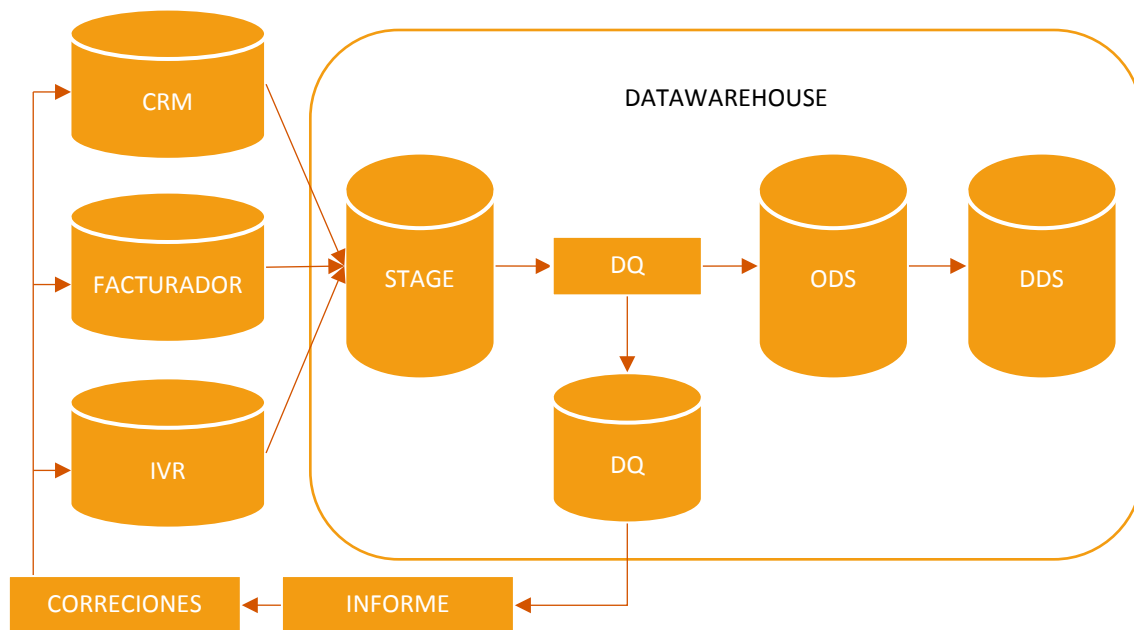 CRM
DATAWAREHOUSE
FACTURADOR
STAGE
DQ
ODS
DDS
IVR
DQ
CORRECIONES
INFORME